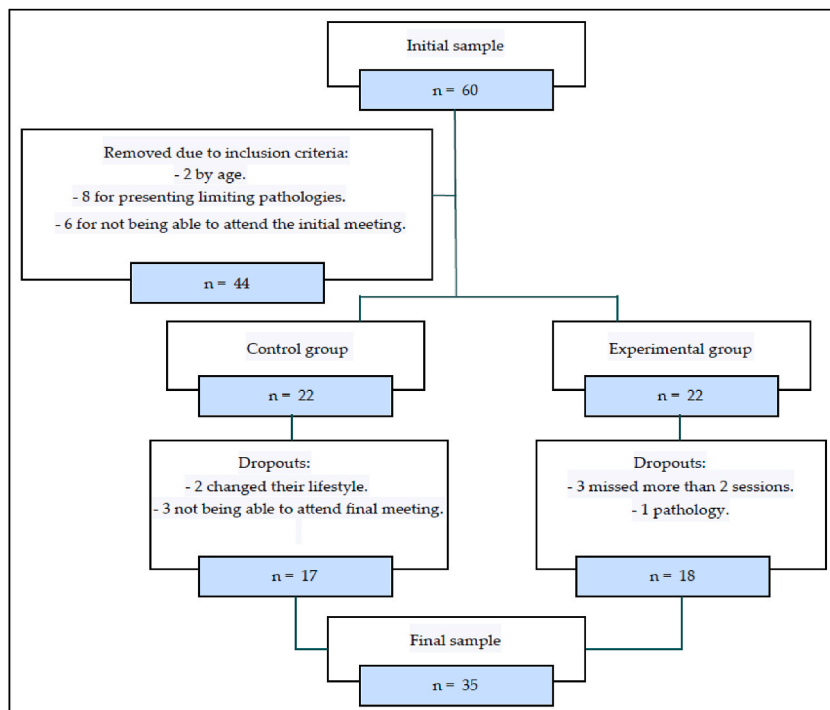 Initial sample
n = 60
Removed due to inclusion criteria:
- 2 by age.
- 8 for presenting limiting pathologies.
- 6 for not being able to attend the initial meeting.
n = 44
Control group
n = 22
Experimental group
n = 22
Dropouts:
- 2 changed their lifestyle.
- 3 not being able to attend final meeting.
n = 17
Dropouts:
- 3 missed more than 2 sessions.
- 1 pathology.
n = 18
Final sample
n = 35